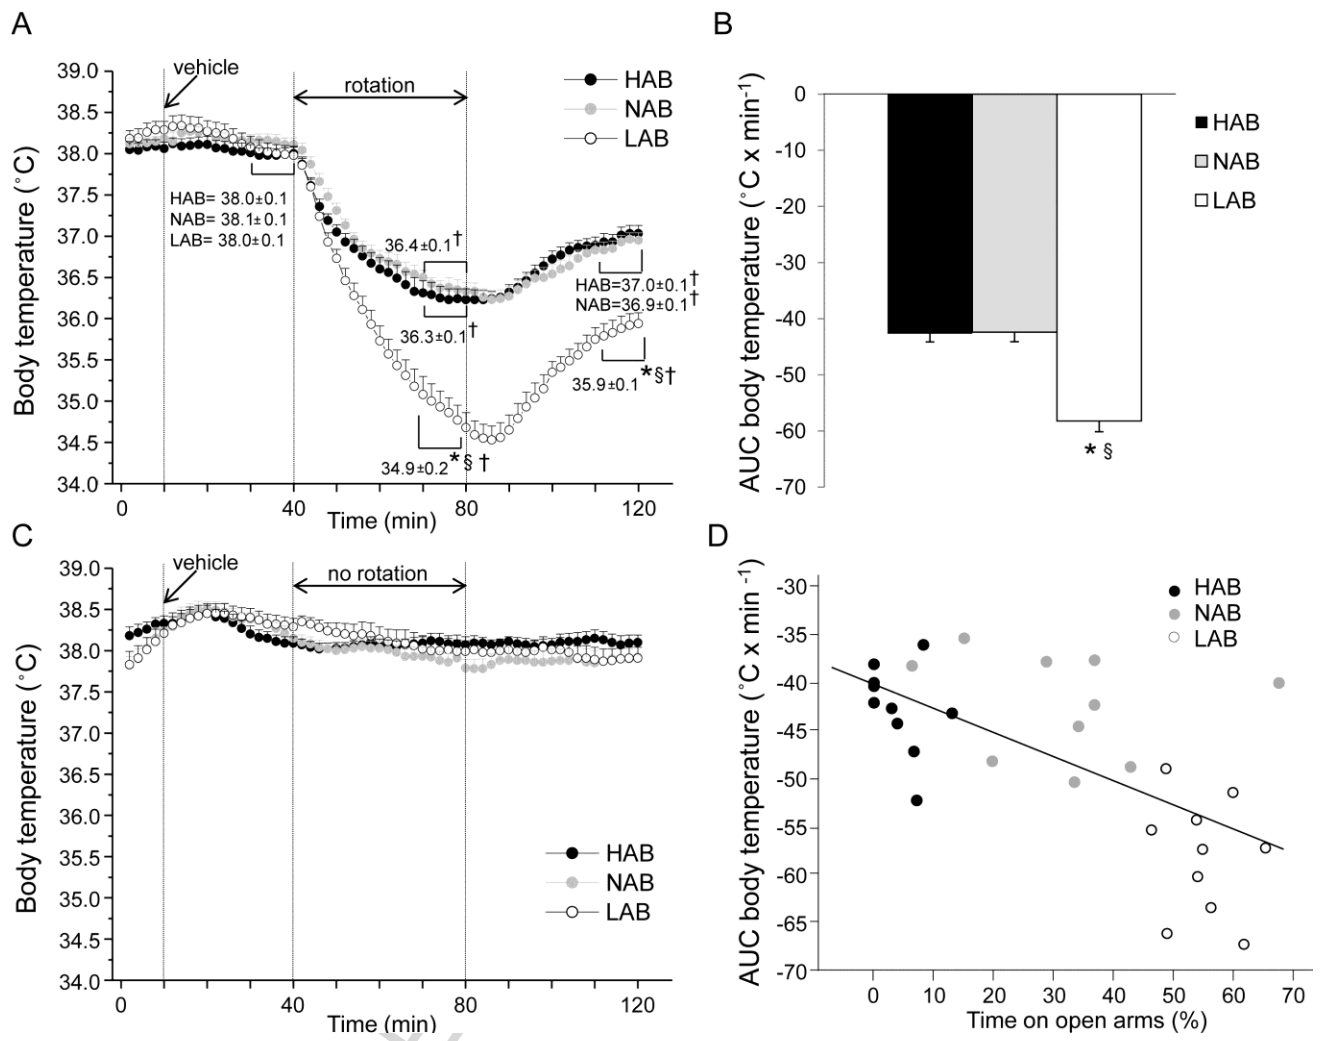 A
39.0
38.5
38.0
37.5
37.0
36.5
36.0
35.5
35.0
34.5
34.0
Body temperature (˚C)
vehicle
rotation
HAB
NAB
LAB
HAB= 38.0±0.1
NAB= 38.1±0.1
LAB= 38.0±0.1
36.4±0.1†
36.3±0.1†
HAB=37.0±0.1†
NAB=36.9±0.1†
35.9±0.1*§†
34.9±0.2*§†
0 40 80 120
Time (min)
B
0
-10
-20
-30
-40
-50
-60
-70
AUC body temperature (˚C x min-1)
* §
HAB
NAB
LAB
C
39.0
38.5
38.0
37.5
37.0
36.5
36.0
35.5
35.0
34.5
34.0
Body temperature (˚C)
vehicle
no rotation
HAB
NAB
LAB
0 40 80 120
Time (min)
D
-30
-35
-40
-45
-50
-55
-60
-65
-70
AUC body temperature (˚C x min -1)
HAB
NAB
LAB
0 10 20 30 40 50 60 70
Time on open arms (%)